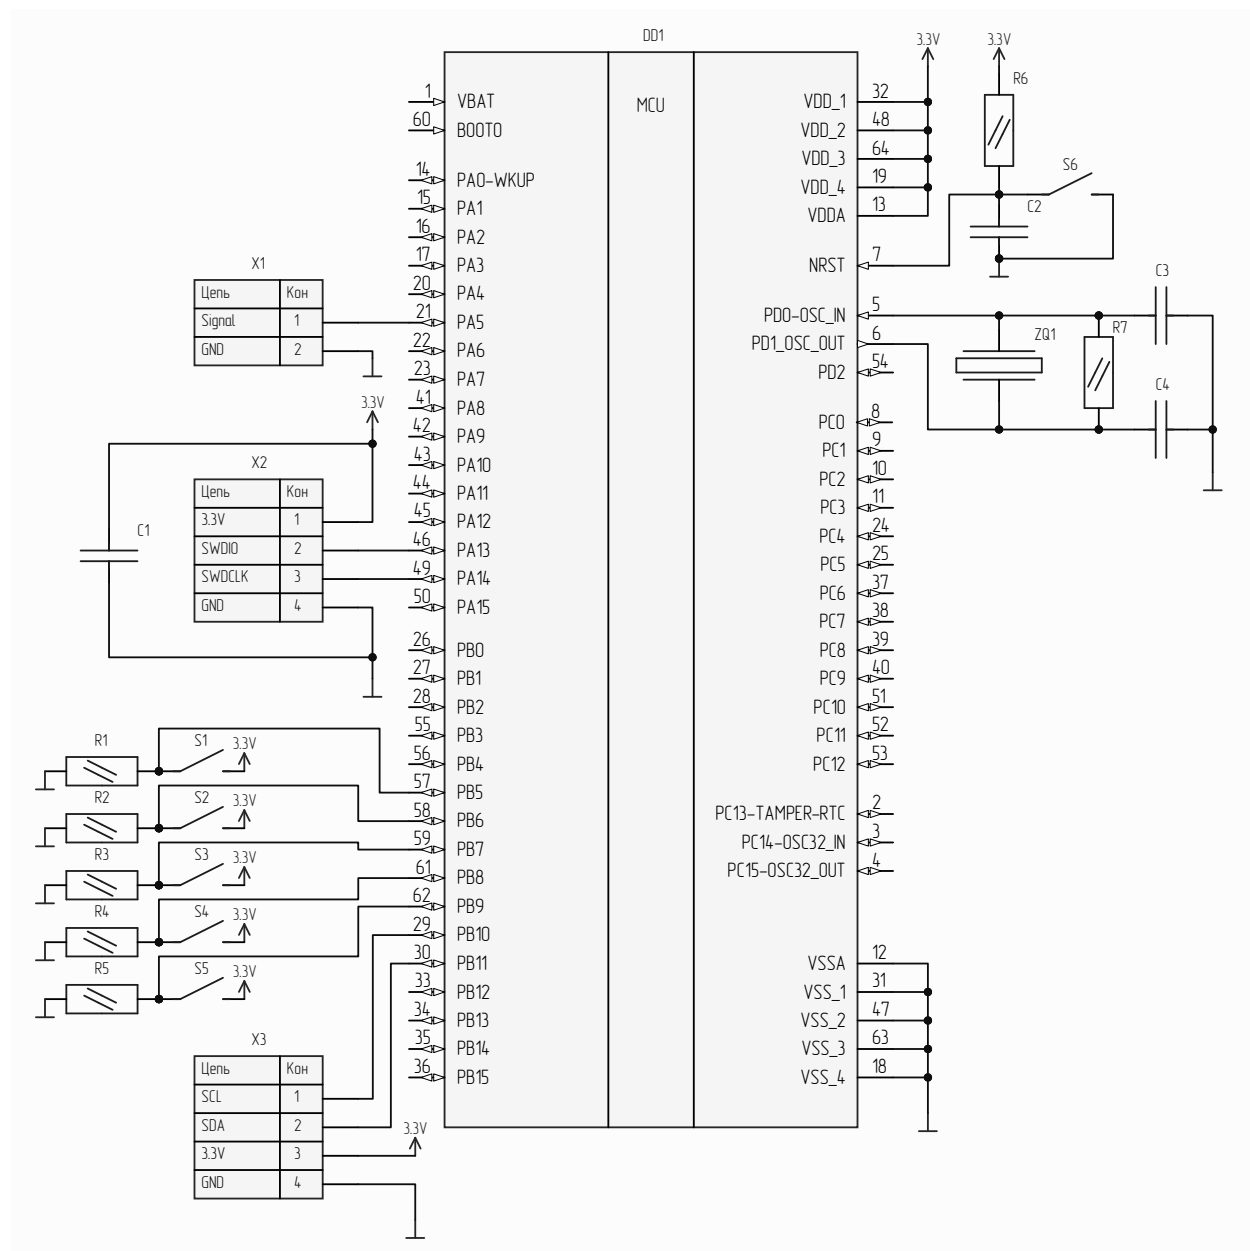 DD1
MCU
1 VBAT
60 BOOT0
14 PA0-WKUP
15 PA1
16 PA2
17 PA3
20 PA4
21 PA5
22 PA6
23 PA7
41 PA8
42 PA9
43 PA10
44 PA11
45 PA12
46 PA13
49 PA14
50 PA15
26 PB0
27 PB1
28 PB2
55 PB3
56 PB4
57 PB5
58 PB6
59 PB7
61 PB8
62 PB9
29 PB10
30 PB11
33 PB12
34 PB13
35 PB14
36 PB15
VDD_1 32
VDD_2 48
VDD_3 64
VDD_4 19
VDDA 13
NRST 7
PD0-OSC_IN 5
PD1_OSC_OUT 6
PD2 54
PC0 8
PC1 9
PC2 10
PC3 11
PC4 24
PC5 25
PC6 37
PC7 38
PC8 39
PC9 40
PC10 51
PC11 52
PC12 53
PC13-TAMPER-RTC 2
PC14-OSC32_IN 3
PC15-OSC32_OUT 4
VSSA 12
VSS_1 31
VSS_2 47
VSS_3 63
VSS_4 18
X1
Цепь Кон
Signal 1
GND 2
3.3V
X2
Цепь Кон
3.3V 1
SWDIO 2
SWDCLK 3
GND 4
C1
R1 S1 3.3V
R2 S2 3.3V
R3 S3 3.3V
R4 S4 3.3V
R5 S5 3.3V
X3
Цепь Кон
SCL 1
SDA 2
3.3V 3
GND 4
3.3V
3.3V
3.3V
R6
S6
C2
C3
ZQ1
R7
C4